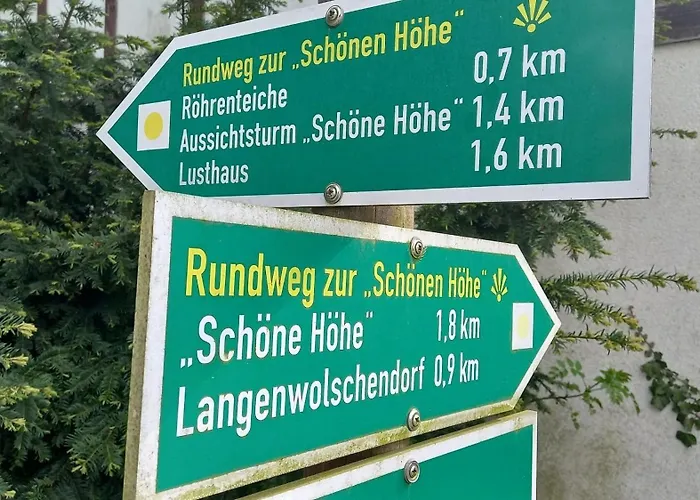 Rundweg zur „Schönen Höhe“
Röhrenteiche 0,7 km
Aussichtsturm „Schöne Höhe“ 1,4 km
Lusthaus 1,6 km
Rundweg zur „Schönen Höhe“
„Schöne Höhe“ 1,8 km
Langenwolschendorf 0,9 km